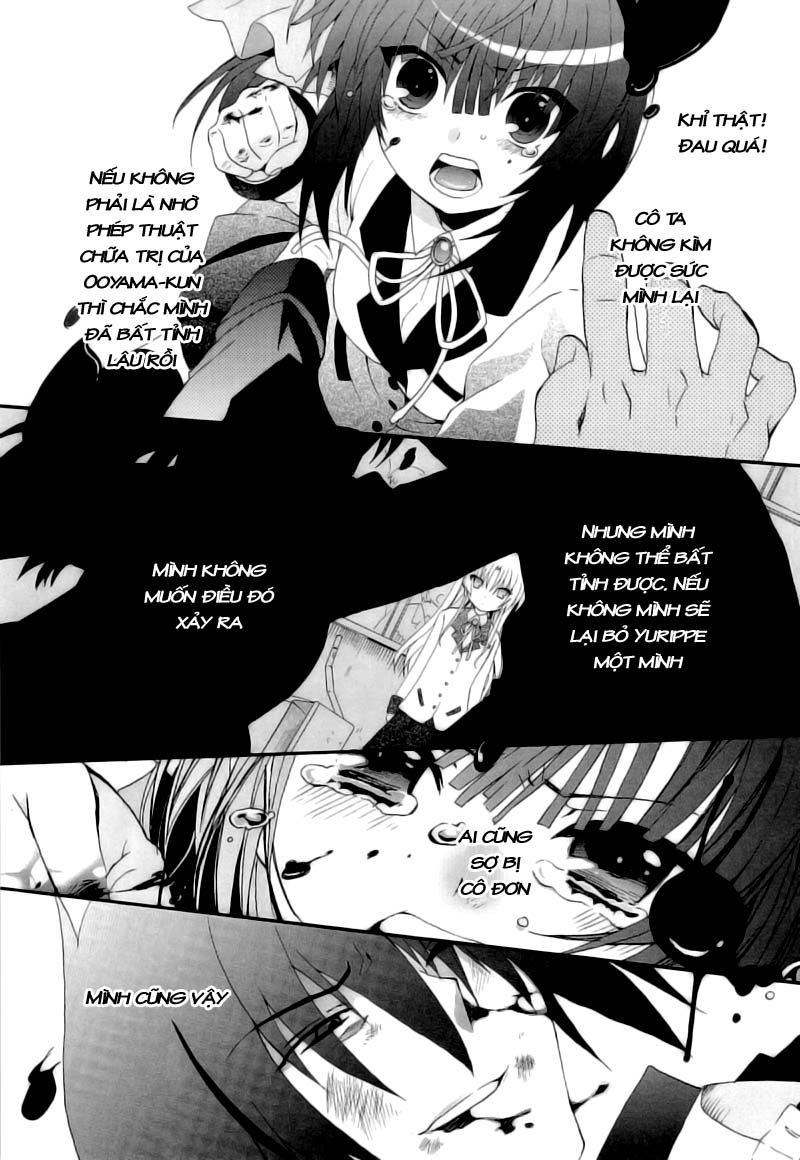 KHỈ THẬT!
ĐAU QUÁ!
CÔ TA
KHÔNG KÌM
ĐƯỢC SỨC
MÌNH LẠI
NẾU KHÔNG
PHẢI LÀ NHỜ
PHÉP THUẬT
CHỮA TRỊ CỦA
OOYAMA-KUN
THÌ CHẮC MÌNH
ĐÃ BẤT TỈNH
LÂU RỒI
NHƯNG MÌNH
KHÔNG THỂ BẤT
TỈNH ĐƯỢC. NẾU
KHÔNG MÌNH SẼ
LẠI BỎ YURIPPE
MỘT MÌNH
MÌNH KHÔNG
MUỐN ĐIỀU ĐÓ
XẢY RA
AI CŨNG
SỢ BỊ
CÔ ĐƠN
MÌNH CŨNG VẬY